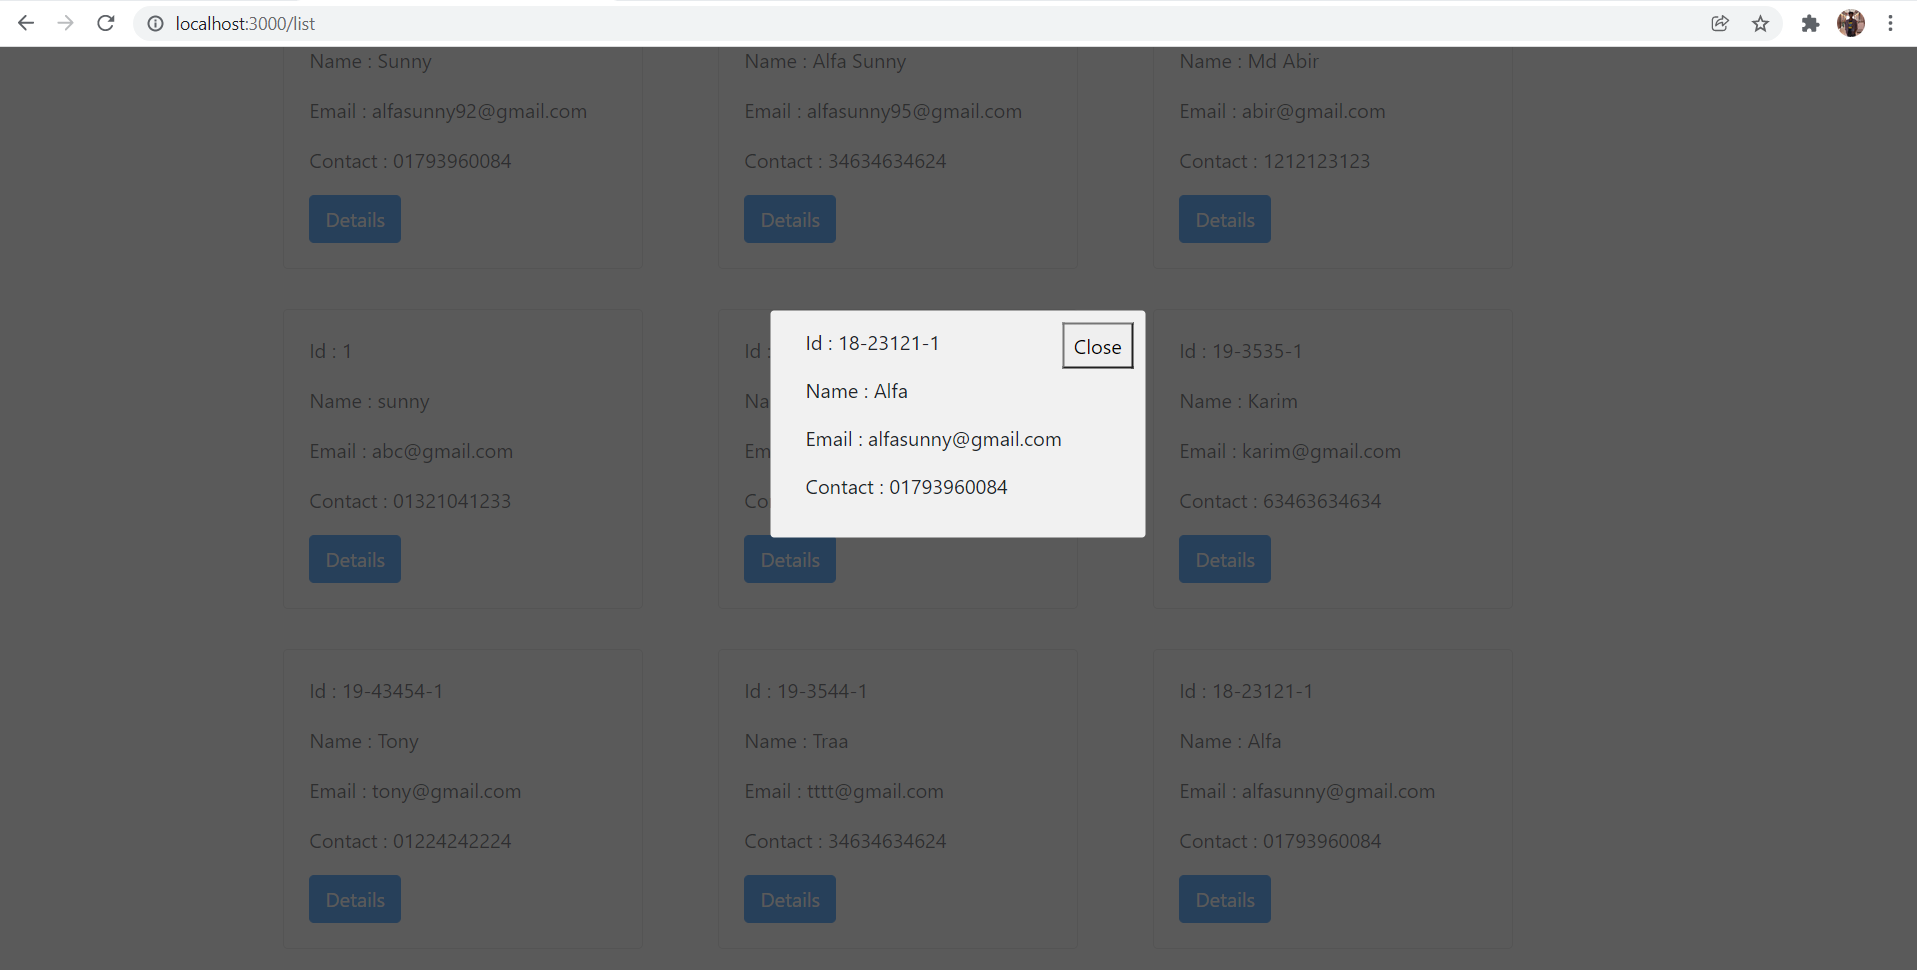 localhost:3000/list
Name : Sunny
Email : alfasunny92@gmail.com
Contact : 01793960084
Details
Name : Alfa Sunny
Email : alfasunny95@gmail.com
Contact : 34634634624
Details
Name : Md Abir
Email : abir@gmail.com
Contact : 1212123123
Details
Id : 1
Name : sunny
Email : abc@gmail.com
Contact : 01321041233
Details
Id :
Na
Em
Co
Details
Id : 18-23121-1
Close
Name : Alfa
Email : alfasunny@gmail.com
Contact : 01793960084
Id : 19-3535-1
Name : Karim
Email : karim@gmail.com
Contact : 63463634634
Details
Id : 19-43454-1
Name : Tony
Email : tony@gmail.com
Contact : 01224242224
Details
Id : 19-3544-1
Name : Traa
Email : tttt@gmail.com
Contact : 34634634624
Details
Id : 18-23121-1
Name : Alfa
Email : alfasunny@gmail.com
Contact : 01793960084
Details